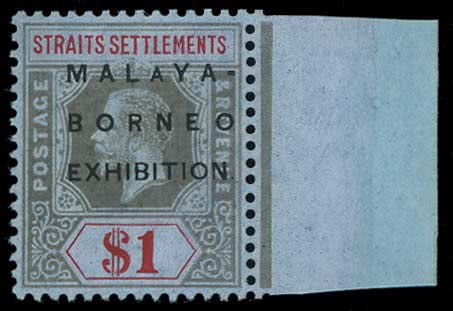 STRAITS SETTLEMENTS
MALAYA-
BORNEO
EXHIBITION.
POSTAGE
& REVENUE
$1